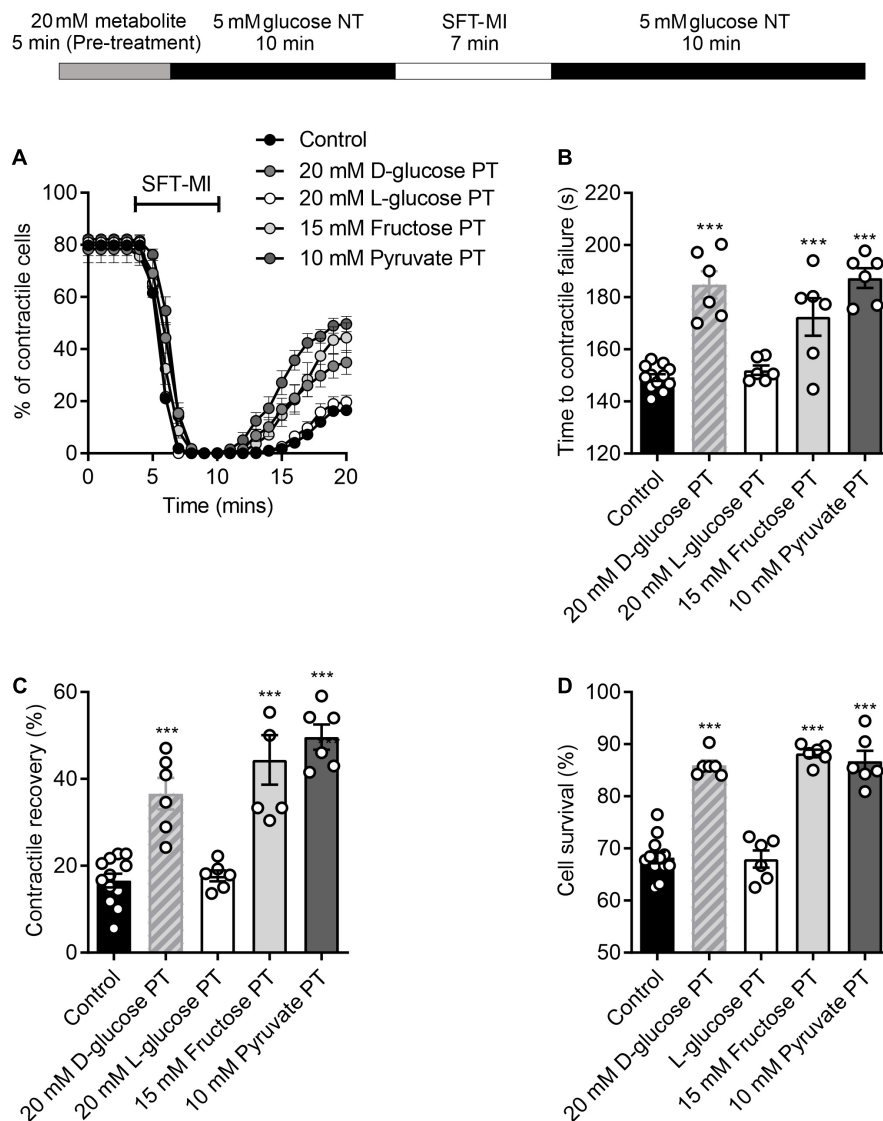 20 mM metabolite
5 min (Pre-treatment)
5 mM glucose NT
10 min
SFT-MI
7 min
5 mM glucose NT
10 min
A
Control
20 mM D-glucose PT
20 mM L-glucose PT
15 mM Fructose PT
10 mM Pyruvate PT
SFT-MI
% of contractile cells
100
80
60
40
20
0
0 5 10 15 20
Time (mins)
B
Time to contractile failure (s)
220
200
180
160
140
120
*** *** ***
Control
20 mM D-glucose PT
20 mM L-glucose PT
15 mM Fructose PT
10 mM Pyruvate PT
C
Contractile recovery (%)
60
40
20
0
*** *** ***
***
Control
20 mM D-glucose PT
20 mM L-glucose PT
15 mM Fructose PT
10 mM Pyruvate PT
D
Cell survival (%)
100
90
80
70
60
50
*** *** ***
Control
20 mM D-glucose PT
L-glucose PT
15 mM Fructose PT
10 mM Pyruvate PT